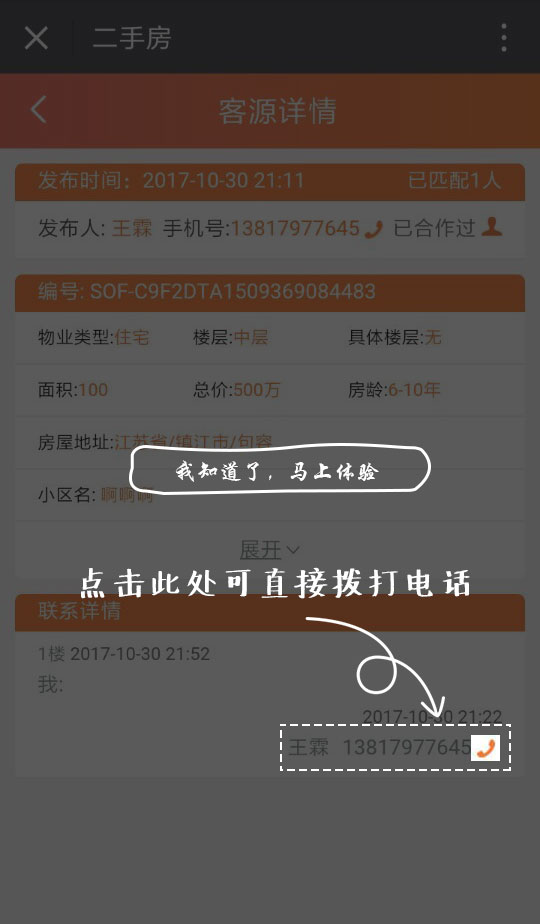 二手房
客源详情
发布时间：2017-10-30 21:11 已匹配1人
发布人: 王霖 手机号:13817977645 已合作过
编号: SOF-C9F2DTA1509369084483
物业类型:住宅 楼层:中层 具体楼层:无
面积:100 总价:500万 房龄:6-10年
房屋地址:江苏省/镇江市/句容
我知道了，马上体验
小区名: 啊啊啊
展开
点击此处可直接拨打电话
联系详情
1楼 2017-10-30 21:52
我:
2017-10-30 21:22
王霖 13817977645